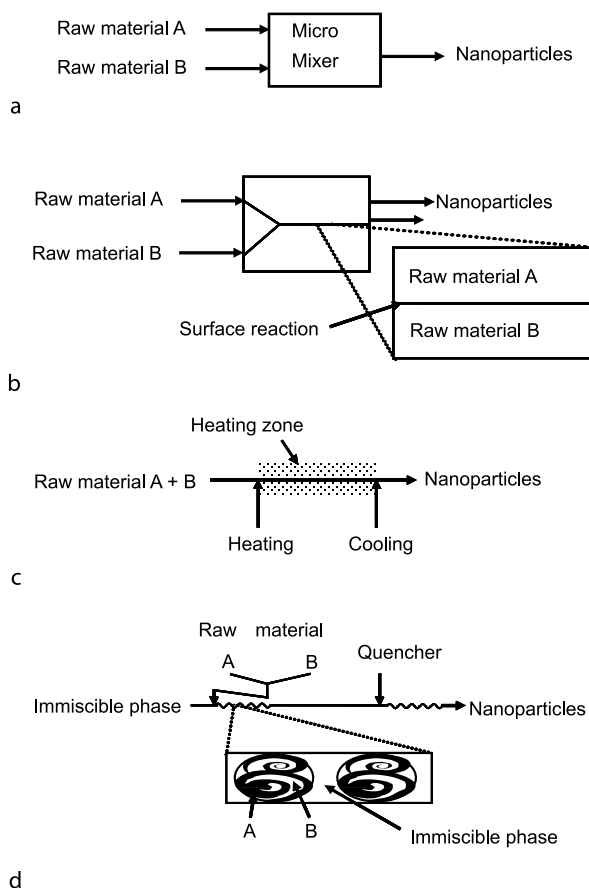 Raw material A
Raw material B
Micro
Mixer
Nanoparticles
a
Raw material A
Raw material B
Nanoparticles
Raw material A
Raw material B
Surface reaction
b
Heating zone
Raw material A + B
Nanoparticles
Heating
Cooling
c
Raw material
A
B
Quencher
Immiscible phase
Nanoparticles
A
B
Immiscible phase
d